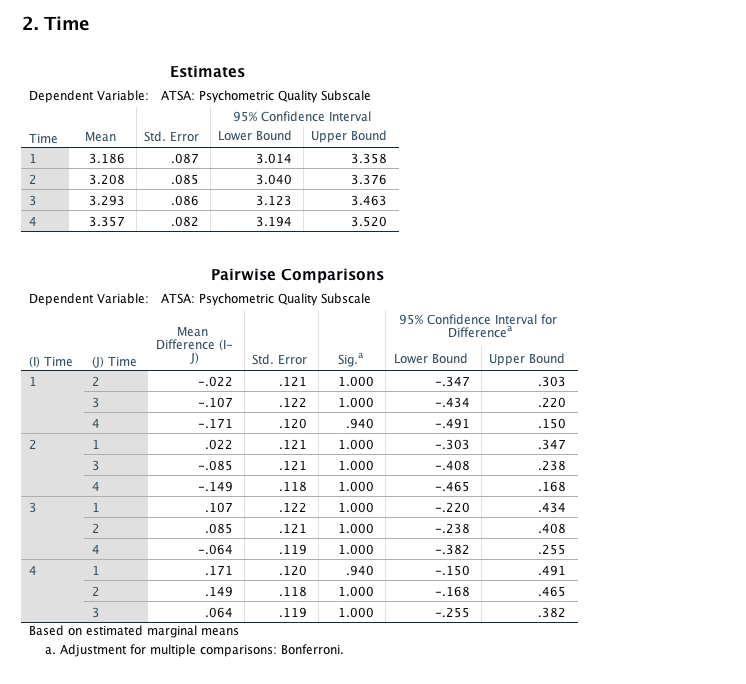 2. Time
Estimates
Dependent Variable: ATSA: Psychometric Quality Subscale
95% Confidence Interval
Time Mean Std. Error Lower Bound Upper Bound
1 3.186 .087 3.014 3.358
2 3.208 .085 3.040 3.376
3 3.293 .086 3.123 3.463
4 3.357 .082 3.194 3.520
Pairwise Comparisons
Dependent Variable: ATSA: Psychometric Quality Subscale
95% Confidence Interval for
Differenceᵃ
Mean
Difference (I-
J)
(I) Time (J) Time Std. Error Sig.ᵃ Lower Bound Upper Bound
1 2 -.022 .121 1.000 -.347 .303
3 -.107 .122 1.000 -.434 .220
4 -.171 .120 .940 -.491 .150
2 1 .022 .121 1.000 -.303 .347
3 -.085 .121 1.000 -.408 .238
4 -.149 .118 1.000 -.465 .168
3 1 .107 .122 1.000 -.220 .434
2 .085 .121 1.000 -.238 .408
4 -.064 .119 1.000 -.382 .255
4 1 .171 .120 .940 -.150 .491
2 .149 .118 1.000 -.168 .465
3 .064 .119 1.000 -.255 .382
Based on estimated marginal means
a. Adjustment for multiple comparisons: Bonferroni.